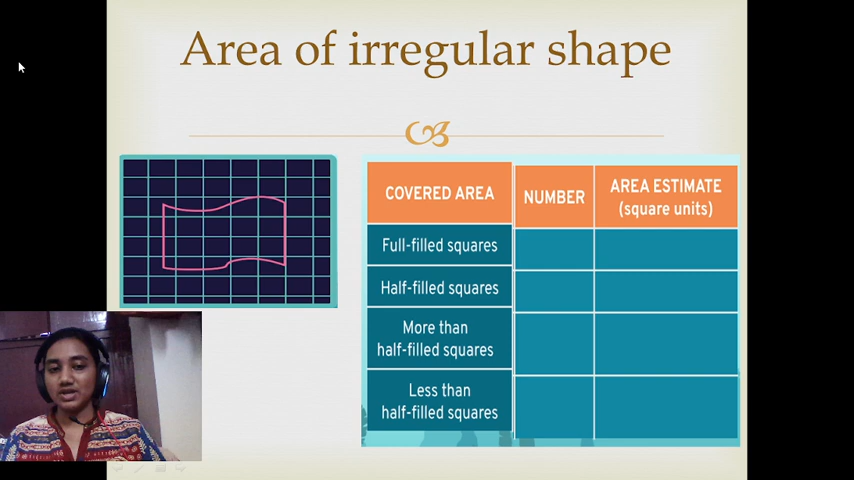 Area of irregular shape
COVERED AREA
NUMBER
AREA ESTIMATE
(square units)
Full-filled squares
Half-filled squares
More than
half-filled squares
Less than
half-filled squares